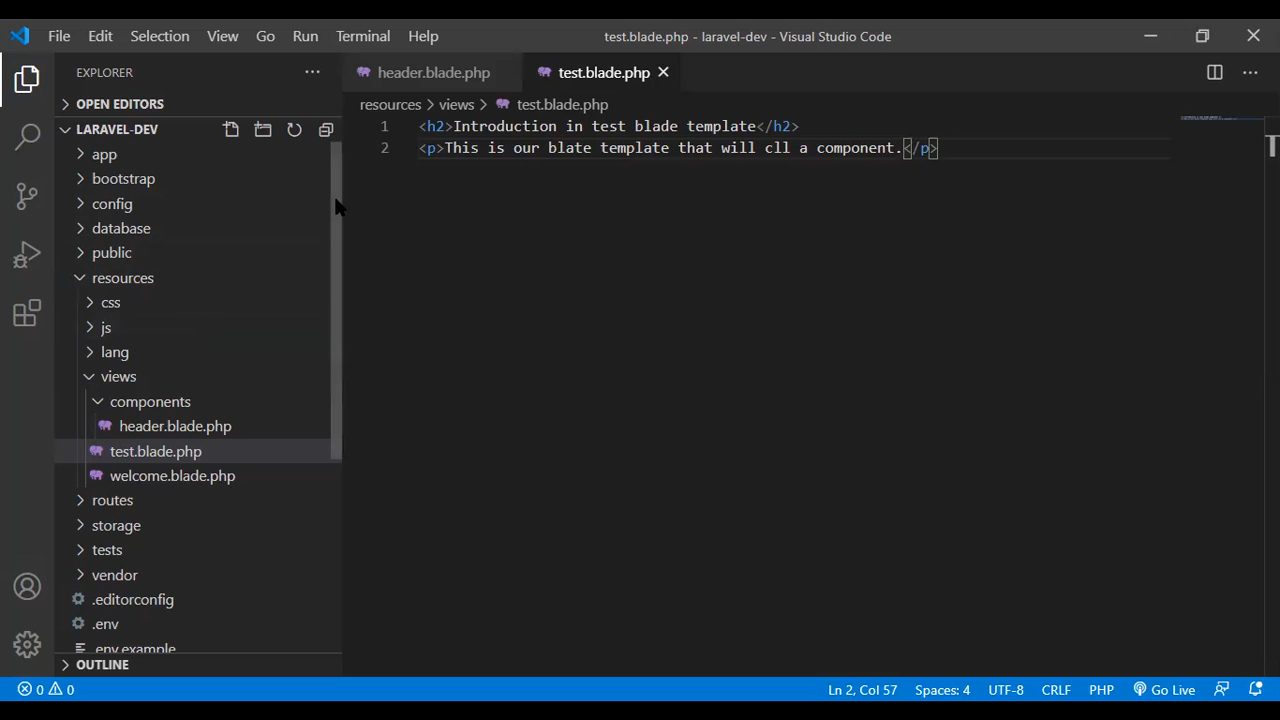 File Edit Selection View Go Run Terminal Help test.blade.php - laravel-dev - Visual Studio Code
EXPLORER
header.blade.php test.blade.php
OPEN EDITORS
resources views test.blade.php
LARAVEL-DEV
1 <h2>Introduction in test blade template</h2>
2 <p>This is our blate template that will cll a component.</p>
app
bootstrap
config
database
public
resources
css
js
lang
views
components
header.blade.php
test.blade.php
welcome.blade.php
routes
storage
tests
vendor
.editorconfig
.env
.env.example
OUTLINE
0 0 Ln 2, Col 57 Spaces: 4 UTF-8 CRLF PHP Go Live